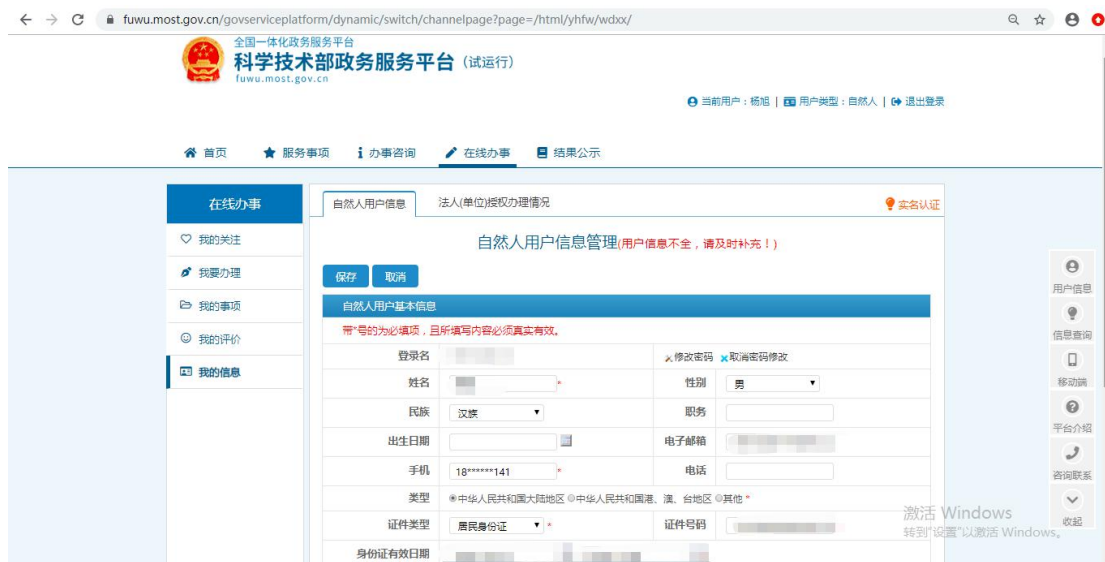 fuwu.most.gov.cn/govserviceplatform/dynamic/switch/channelpage?page=/html/yhfw/wdxx/
全国一体化政务服务平台
科学技术部政务服务平台（试运行）
fuwu.most.gov.cn
当前用户：杨旭 | 用户类型：自然人 | 退出登录
首页 服务事项 办事咨询 在线办事 结果公示
在线办事
自然人用户信息 法人(单位)授权办理情况 实名认证
我的关注
自然人用户信息管理(用户信息不全，请及时补充！)
我要办理
保存 取消
用户信息
我的事项
自然人用户基本信息
带*号的为必填项，且所填写内容必须真实有效。
信息查询
我的评价
登录名 修改密码 取消密码修改
我的信息
姓名 * 性别 男
移动端
民族 汉族 职务
平台介绍
出生日期 电子邮箱
手机 18******141 * 电话
咨询联系
类型 中华人民共和国大陆地区 中华人民共和国港、澳、台地区 其他 *
证件类型 居民身份证 * 证件号码
收起
激活 Windows
转到"设置"以激活 Windows。
身份证有效日期